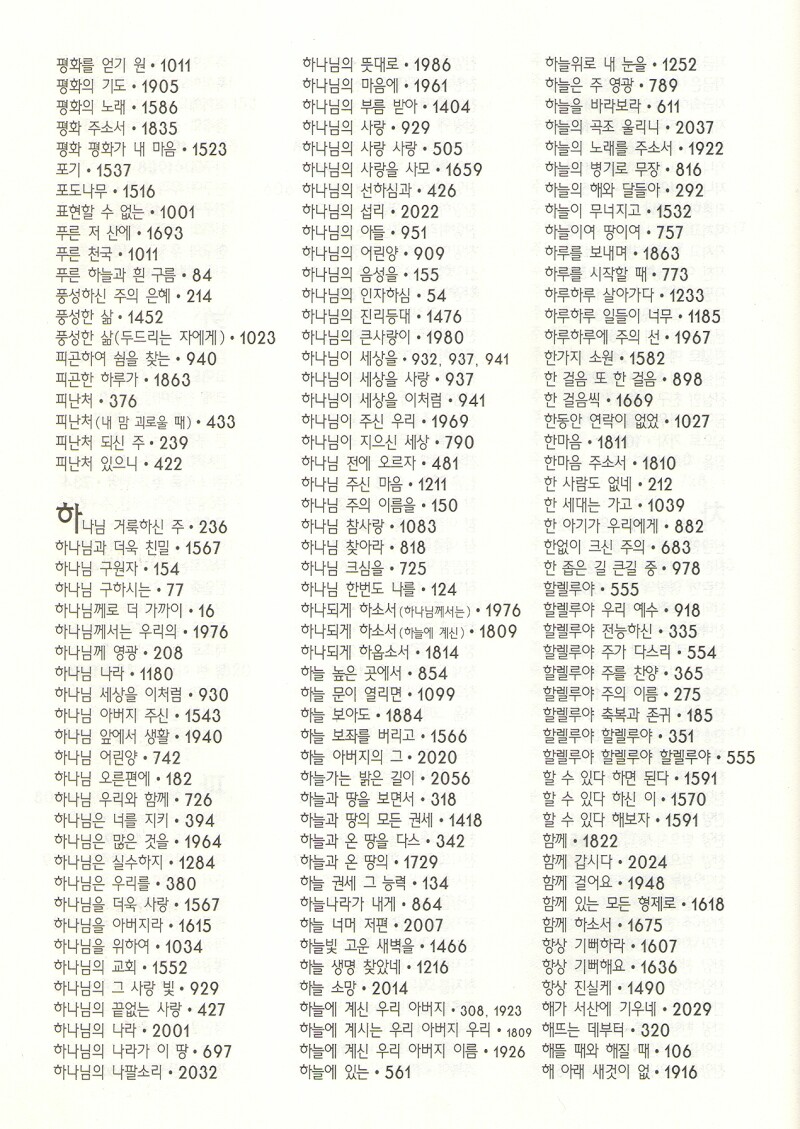 평화를 얻기 원 • 1011
평화의 기도 • 1905
평화의 노래 • 1586
평화 주소서 • 1835
평화 평화가 내 마음 • 1523
포기 • 1537
포도나무 • 1516
표현할 수 없는 • 1001
푸른 저 산에 • 1693
푸른 천국 • 1011
푸른 하늘과 흰 구름 • 84
풍성하신 주의 은혜 • 214
풍성한 삶 • 1452
풍성한 삶(두드리는 자에게) • 1023
피곤하여 쉼을 찾는 • 940
피곤한 하루가 • 1863
피난처 • 376
피난처(내 맘 괴로울 때) • 433
피난처 되신 주 • 239
피난처 있으니 • 422
하나님 거룩하신 주 • 236
하나님과 더욱 친밀 • 1567
하나님 구원자 • 154
하나님 구하시는 • 77
하나님께로 더 가까이 • 16
하나님께서는 우리의 • 1976
하나님께 영광 • 208
하나님 나라 • 1180
하나님 세상을 이처럼 • 930
하나님 아버지 주신 • 1543
하나님 앞에서 생활 • 1940
하나님 어린양 • 742
하나님 오른편에 • 182
하나님 우리와 함께 • 726
하나님은 너를 지키 • 394
하나님은 많은 것을 • 1964
하나님은 실수하지 • 1284
하나님은 우리를 • 380
하나님을 더욱 사랑 • 1567
하나님을 아버지라 • 1615
하나님을 위하여 • 1034
하나님의 교회 • 1552
하나님의 그 사랑 빛 • 929
하나님의 끝없는 사랑 • 427
하나님의 나라 • 2001
하나님의 나라가 이 땅 • 697
하나님의 나팔소리 • 2032
하나님의 뜻대로 • 1986
하나님의 마음에 • 1961
하나님의 부름 받아 • 1404
하나님의 사랑 • 929
하나님의 사랑 사랑 • 505
하나님의 사랑을 사모 • 1659
하나님의 선하심과 • 426
하나님의 섭리 • 2022
하나님의 아들 • 951
하나님의 어린양 • 909
하나님의 음성을 • 155
하나님의 인자하심 • 54
하나님의 진리등대 • 1476
하나님의 큰사랑이 • 1980
하나님이 세상을 • 932, 937, 941
하나님이 세상을 사랑 • 937
하나님이 세상을 이처럼 • 941
하나님이 주신 우리 • 1969
하나님이 지으신 세상 • 790
하나님 전에 오르자 • 481
하나님 주신 마음 • 1211
하나님 주의 이름을 • 150
하나님 참사랑 • 1083
하나님 찾아라 • 818
하나님 크심을 • 725
하나님 한번도 나를 • 124
하나되게 하소서(하나님께서는) • 1976
하나되게 하소서(하늘에 계신) • 1809
하나되게 하옵소서 • 1814
하늘 높은 곳에서 • 854
하늘 문이 열리면 • 1099
하늘 보아도 • 1884
하늘 보좌를 버리고 • 1566
하늘 아버지의 그 • 2020
하늘가는 밝은 길이 • 2056
하늘과 땅을 보면서 • 318
하늘과 땅의 모든 권세 • 1418
하늘과 온 땅을 다스 • 342
하늘과 온 땅의 • 1729
하늘 권세 그 능력 • 134
하늘나라가 내게 • 864
하늘 너머 저편 • 2007
하늘빛 고운 새벽을 • 1466
하늘 생명 찾았네 • 1216
하늘 소망 • 2014
하늘에 계신 우리 아버지 • 308, 1923
하늘에 계시는 우리 아버지 우리 • 1809
하늘에 계신 우리 아버지 이름 • 1926
하늘에 있는 • 561
하늘위로 내 눈을 • 1252
하늘은 주 영광 • 789
하늘을 바라보라 • 611
하늘의 곡조 울리니 • 2037
하늘의 노래를 주소서 • 1922
하늘의 병기로 무장 • 816
하늘의 해와 달들아 • 292
하늘이 무너지고 • 1532
하늘이여 땅이여 • 757
하루를 보내며 • 1863
하루를 시작할 때 • 773
하루하루 살아가다 • 1233
하루하루 일들이 너무 • 1185
하루하루에 주의 선 • 1967
한가지 소원 • 1582
한 걸음 또 한 걸음 • 898
한 걸음씩 • 1669
한동안 연락이 없었 • 1027
한마음 • 1811
한마음 주소서 • 1810
한 사람도 없네 • 212
한 세대는 가고 • 1039
한 아기가 우리에게 • 882
한없이 크신 주의 • 683
한 좁은 길 큰길 중 • 978
할렐루야 • 555
할렐루야 우리 예수 • 918
할렐루야 전능하신 • 335
할렐루야 주가 다스리 • 554
할렐루야 주를 찬양 • 365
할렐루야 주의 이름 • 275
할렐루야 축복과 존귀 • 185
할렐루야 할렐루야 • 351
할렐루야 할렐루야 할렐루야 • 555
할 수 있다 하면 된다 • 1591
할 수 있다 하신 이 • 1570
할 수 있다 해보자 • 1591
함께 • 1822
함께 갑시다 • 2024
함께 걸어요 • 1948
함께 있는 모든 형제로 • 1618
함께 하소서 • 1675
항상 기뻐하라 • 1607
항상 기뻐해요 • 1636
항상 진실케 • 1490
해가 서산에 기우네 • 2029
해뜨는 데부터 • 320
해뜰 때와 해질 때 • 106
해 아래 새것이 없 • 1916